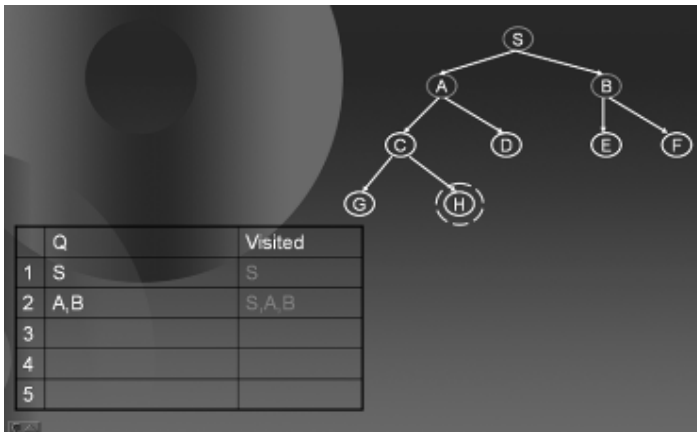 S
A B
C D E F
G H
Q Visited
1 S S
2 A,B S,A,B
3
4
5